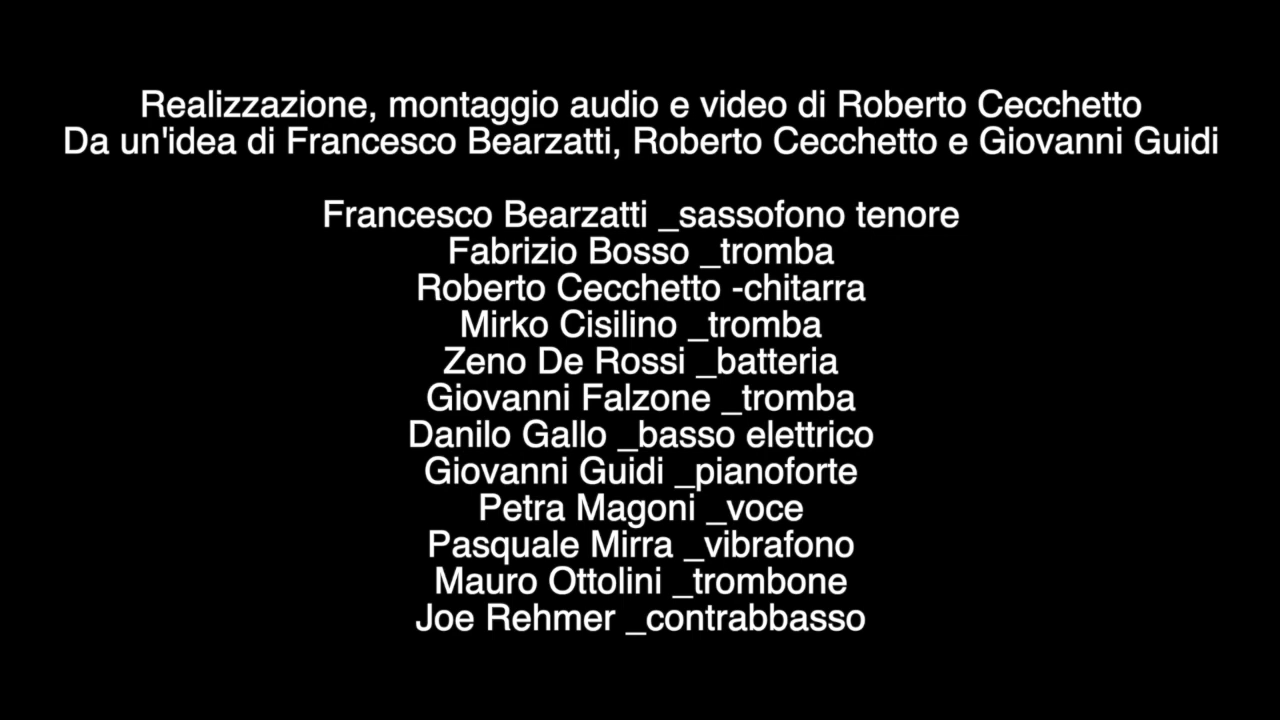 Realizzazione, montaggio audio e video di Roberto Cecchetto
Da un'idea di Francesco Bearzatti, Roberto Cecchetto e Giovanni Guidi
Francesco Bearzatti _sassofono tenore
Fabrizio Bosso _tromba
Roberto Cecchetto -chitarra
Mirko Cisilino _tromba
Zeno De Rossi _batteria
Giovanni Falzone _tromba
Danilo Gallo _basso elettrico
Giovanni Guidi _pianoforte
Petra Magoni _voce
Pasquale Mirra _vibrafono
Mauro Ottolini _trombone
Joe Rehmer _contrabbasso